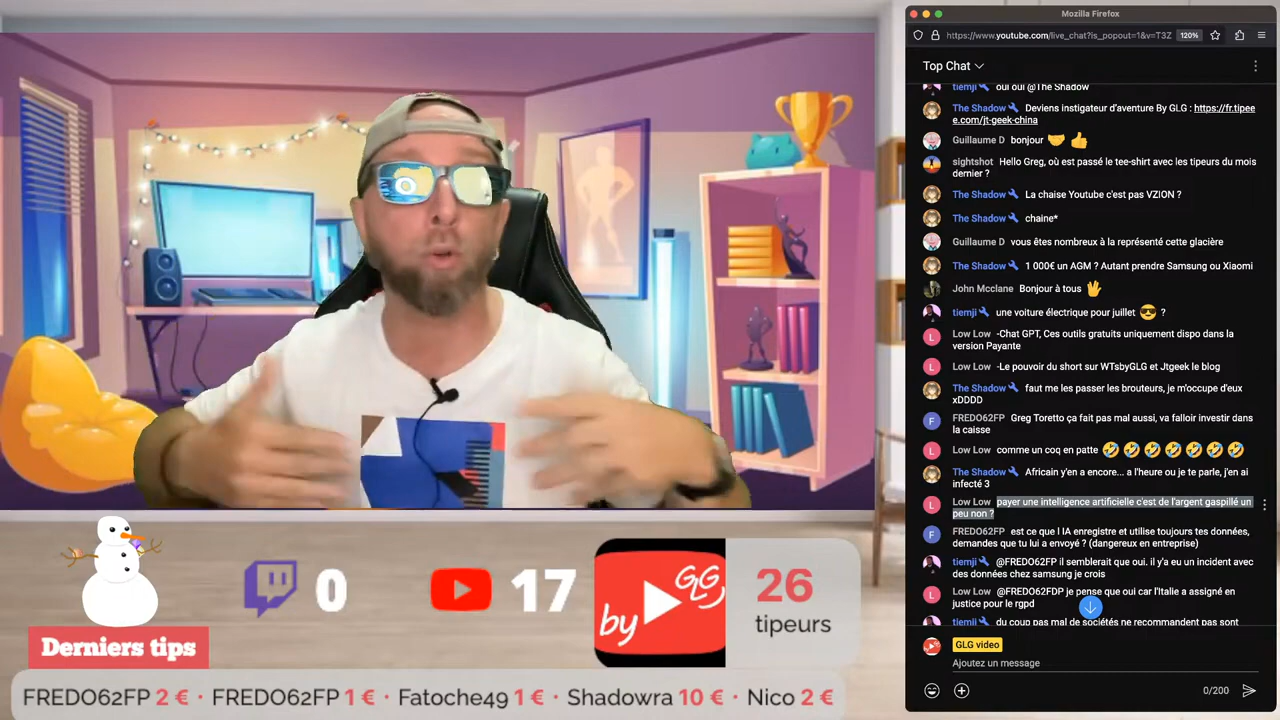 Mozilla Firefox
https://www.youtube.com/live_chat?is_popout=1&v=T3Z
120%
Top Chat
tiemji oui oui @The Shadow
The Shadow Deviens instigateur d'aventure By GLG : https://fr.tipee
e.com/jt-geek-china
Guillaume D bonjour 🤝 👍
sightshot Hello Greg, où est passé le tee-shirt avec les tipeurs du mois
dernier ?
The Shadow La chaise Youtube c'est pas VZION ?
The Shadow chaine*
Guillaume D vous êtes nombreux à la représenté cette glacière
The Shadow 1 000€ un AGM ? Autant prendre Samsung ou Xiaomi
John Mcclane Bonjour à tous 🖖
tiemji une voiture électrique pour juillet 😎 ?
Low Low -Chat GPT, Ces outils gratuits uniquement dispo dans la
version Payante
Low Low -Le pouvoir du short sur WTsbyGLG et Jtgeek le blog
The Shadow faut me les passer les brouteurs, je m'occupe d'eux
xDDDD
FREDO62FP Greg Toretto ça fait pas mal aussi, va falloir investir dans
la caisse
Low Low comme un coq en patte 🤣 🤣 🤣 🤣 🤣 🤣 🤣
The Shadow Africain y'en a encore... a l'heure ou je te parle, j'en ai
infecté 3
Low Low payer une intelligence artificielle c'est de l'argent gaspillé un
peu non ?
FREDO62FP est ce que l IA enregistre et utilise toujours tes données,
demandes que tu lui a envoyé ? (dangereux en entreprise)
tiemji @FREDO62FP il semblerait que oui. il y'a eu un incident avec
des données chez samsung je crois
Low Low @FREDO62FDP je pense que oui car l'Italie a assigné en
justice pour le rgpd
tiemji du coup pas mal de sociétés ne recommandent pas sont
GLG video
Ajoutez un message
0/200
0
17
by GLG
26
tipeurs
Derniers tips
FREDO62FP 2 € · FREDO62FP 1 € · Fatoche49 1 € · Shadowra 10 € · Nico 2 €